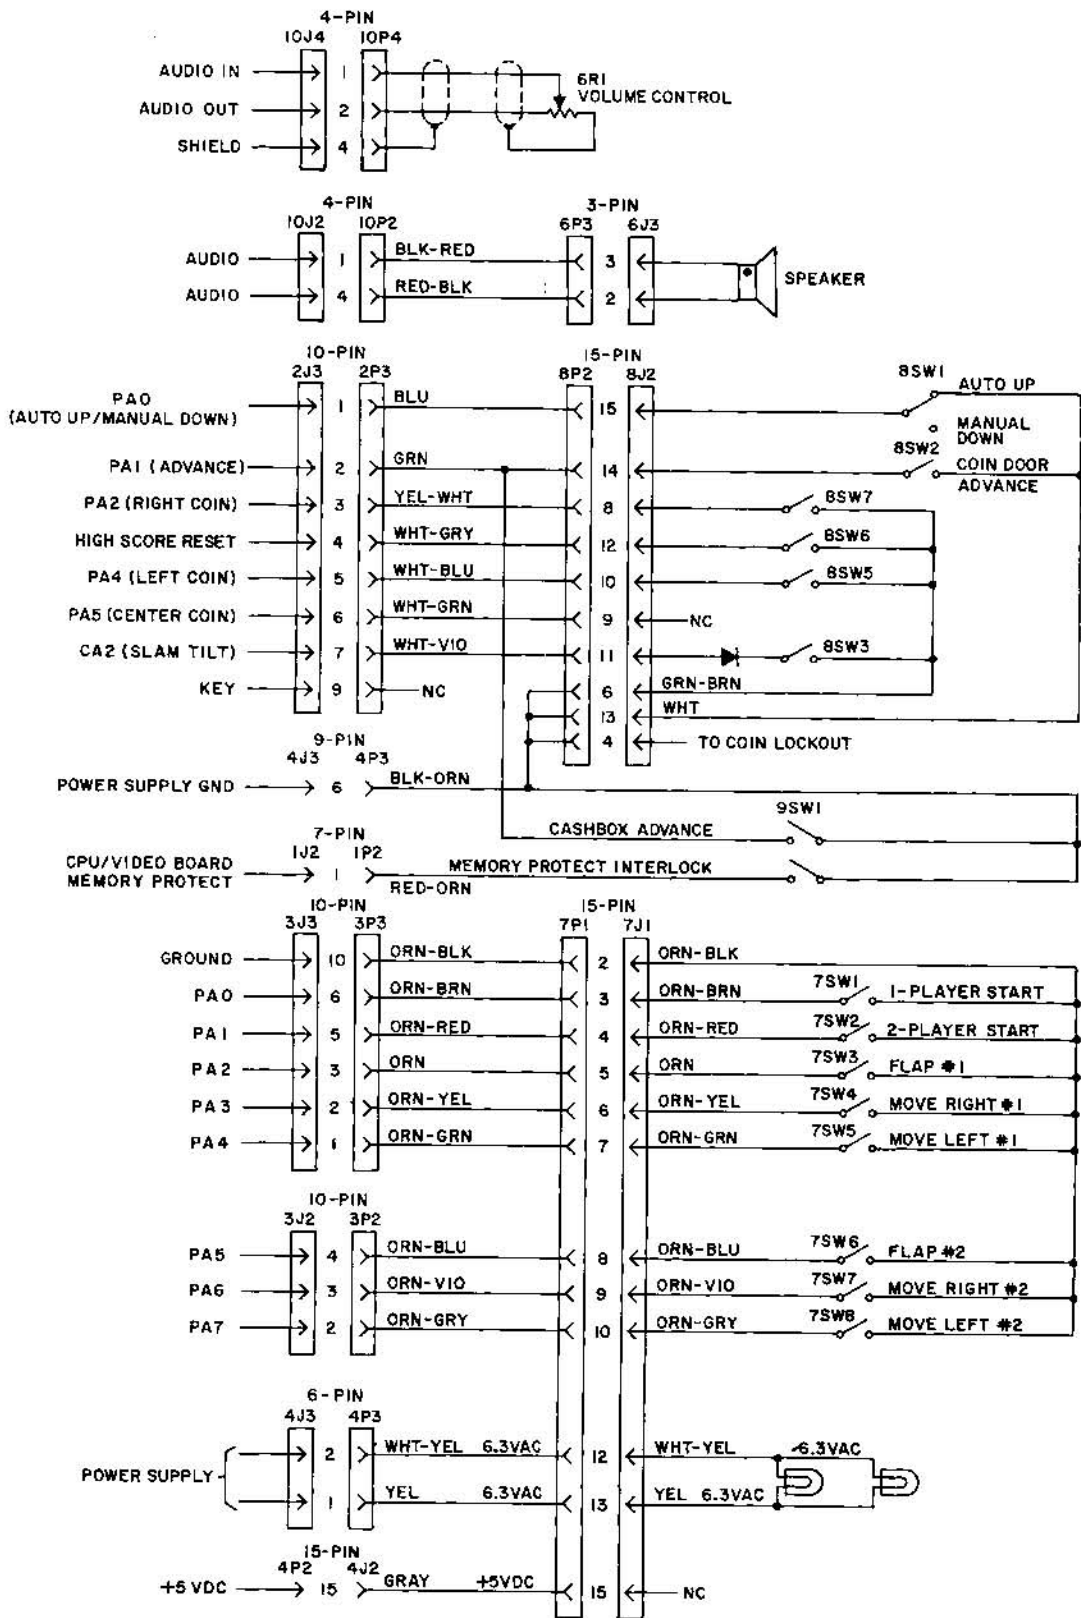 4-PIN
10J4 10P4
AUDIO IN 1
6R1
VOLUME CONTROL
AUDIO OUT 2
SHIELD 4
4-PIN 3-PIN
10J2 10P2 6P3 6J3
AUDIO 1 BLK-RED 3
SPEAKER
AUDIO 4 RED-BLK 2
10-PIN 15-PIN
2J3 2P3 8P2 8J2 8SW1 AUTO UP
PA0
(AUTO UP/MANUAL DOWN) 1 BLU 15
MANUAL
DOWN
8SW2
PA1 (ADVANCE) 2 GRN 14 COIN DOOR
ADVANCE
PA2 (RIGHT COIN) 3 YEL-WHT 8 8SW7
HIGH SCORE RESET 4 WHT-GRY 12 8SW6
PA4 (LEFT COIN) 5 WHT-BLU 10 8SW5
PA5 (CENTER COIN) 6 WHT-GRN 9 NC
CA2 (SLAM TILT) 7 WHT-VIO 11 8SW3
KEY 9 NC 6 GRN-BRN
13 WHT
4 TO COIN LOCKOUT
9-PIN
4J3 4P3
POWER SUPPLY GND 6 BLK-ORN
9SW1
CASHBOX ADVANCE
7-PIN
1J2 1P2
CPU/VIDEO BOARD
MEMORY PROTECT 1 RED-ORN MEMORY PROTECT INTERLOCK
10-PIN 15-PIN
3J3 3P3 7P1 7J1
GROUND 10 ORN-BLK 2 ORN-BLK
PA0 6 ORN-BRN 3 ORN-BRN 7SW1 1-PLAYER START
PA1 5 ORN-RED 4 ORN-RED 7SW2 2-PLAYER START
PA2 3 ORN 5 ORN 7SW3 FLAP #1
PA3 2 ORN-YEL 6 ORN-YEL 7SW4 MOVE RIGHT #1
PA4 1 ORN-GRN 7 ORN-GRN 7SW5 MOVE LEFT #1
10-PIN
3J2 3P2
PA5 4 ORN-BLU 8 ORN-BLU 7SW6 FLAP #2
PA6 3 ORN-VIO 9 ORN-VIO 7SW7 MOVE RIGHT #2
PA7 2 ORN-GRY 10 ORN-GRY 7SW8 MOVE LEFT #2
6-PIN
4J3 4P3
2 WHT-YEL 6.3VAC 12 WHT-YEL 6.3VAC
POWER SUPPLY
1 YEL 6.3VAC 13 YEL 6.3VAC
15-PIN
4P2 4J2
+5VDC 15 GRAY +5VDC 15 NC